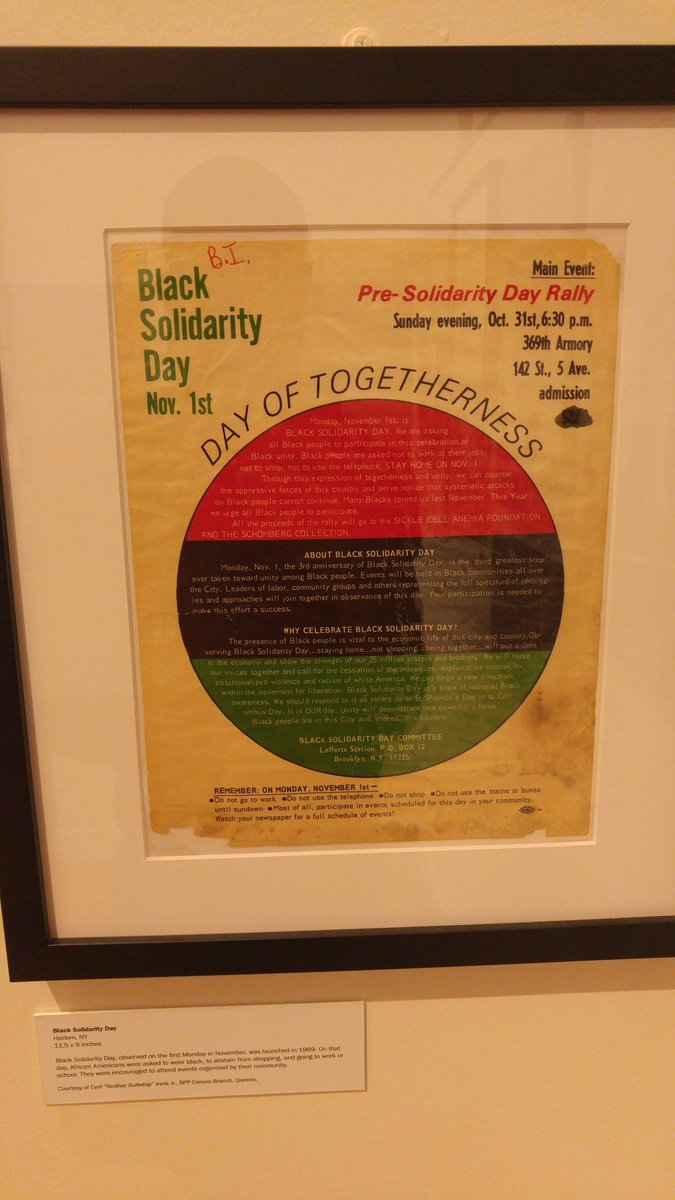 B.I.
Black
Solidarity
Day
Nov. 1st
Main Event:
Pre-Solidarity Day Rally
Sunday evening, Oct. 31st, 6:30 p.m.
369th Armory
142 St., 5 Ave.
admission
DAY OF TOGETHERNESS
Monday, November 1st, is
BLACK SOLIDARITY DAY. We are asking
all Black people to participate in this celebration of
Black unity. Black people are asked not to work at their jobs,
not to shop, not to use the telephone. STAY HOME ON NOV. 1.
Through this expression of togetherness and unity, we can counter
the oppressive forces of this country and serve notice that systematic attacks
on Black people cannot continue. Many Blacks joined us last November. This Year,
we urge all Black people to participate.
All the proceeds of the rally will go to the SICKLE CELL ANEMIA FOUNDATION
AND THE SCHOMBERG COLLECTION.
ABOUT BLACK SOLIDARITY DAY
Monday, Nov. 1, the 3rd anniversary of Black Solidarity Day, is the third greatest step
ever taken toward unity among Black people. Events will be held in Black communities all over
the City. Leaders of labor, community groups and others representing the full spectrum of ideolog-
ies and approaches will join together in observance of this day. Your participation is needed to
make this effort a success.
WHY CELEBRATE BLACK SOLIDARITY DAY?
The presence of Black people is vital to the economic life of this city and country. Ob-
serving Black Solidarity Day...staying home...not shopping...being together...will put a dent
in the economy and show the strength of our 25 million sisters and brothers. We will raise
our voices together and call for the cessation of the injustices, explorative control, in-
stitutionalized violence and racism of white America. We can forge a new direction
within the movement for liberation. Black Solidarity Day is a show of national Black
awareness. We should respond to it as others do to St. Patrick's Day or to Col-
umbus Day. It is OUR day. Unity will demonstrate how powerful a force
Black people are in this City and, indeed, this country.
BLACK SOLIDARITY DAY COMMITTEE
Lefferts Station, P.O. BOX 12
Brooklyn, N.Y. 11225
REMEMBER: ON MONDAY, NOVEMBER 1st—
●Do not go to work ●Do not use the telephone ●Do not shop ●Do not use the trains or buses
until sundown ●Most of all, participate in events scheduled for this day in your community.
Watch your newspaper for a full schedule of events!
Black Solidarity Day
Harlem, NY
11.5 x 9 inches
Black Solidarity Day, observed on the first Monday in November, was launched in 1969. On that
day, African Americans were asked to wear black, to abstain from shopping, and going to work or
school. They were encouraged to attend events organized by their community.
Courtesy of Cyril "Brother Bullwhip" Innis Jr., BPP Corona Branch, Queens.